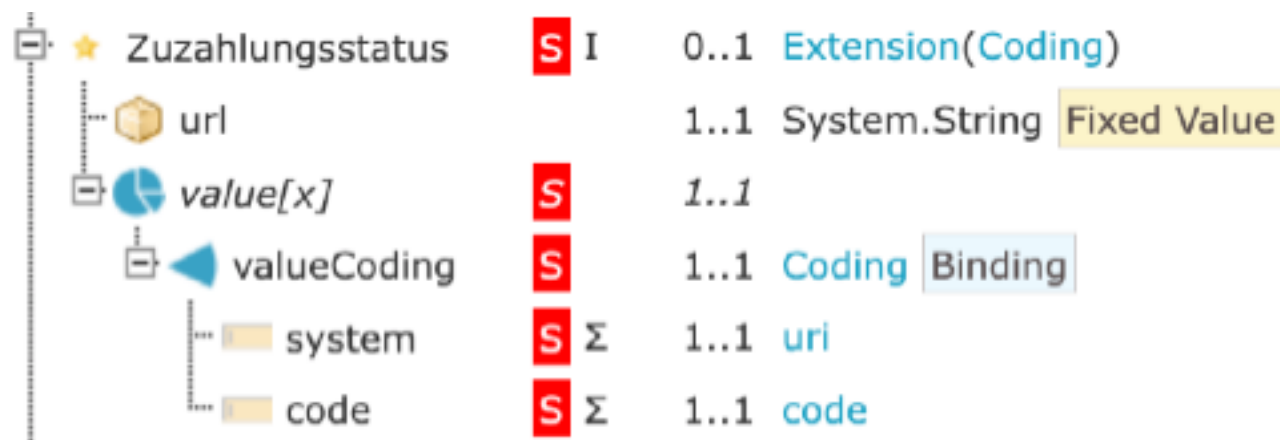 Zuzahlungsstatus S I 0..1 Extension(Coding)
url 1..1 System.String Fixed Value
value[x] S 1..1
valueCoding S 1..1 Coding Binding
system S Σ 1..1 uri
code S Σ 1..1 code